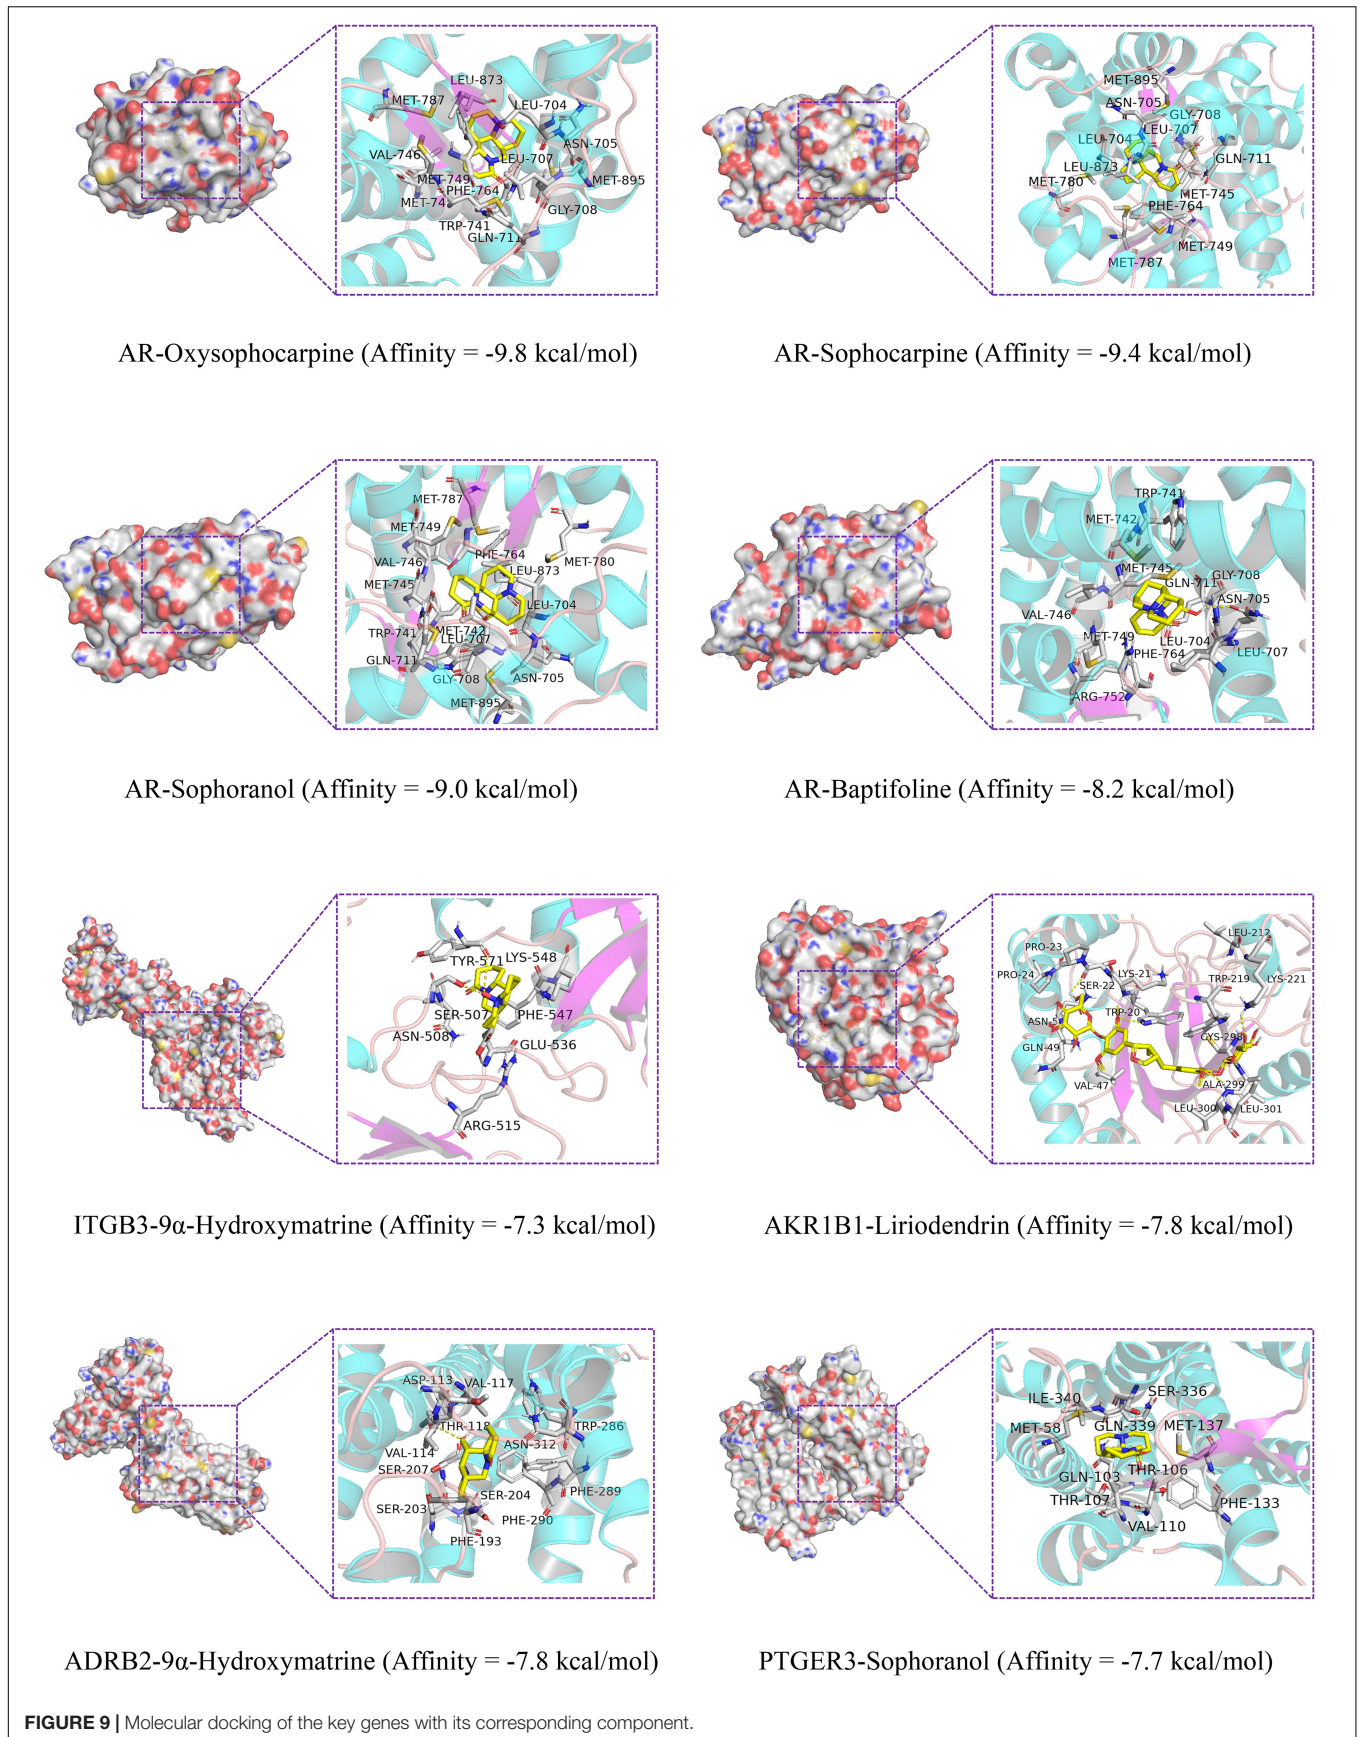 LEU-873
MET-787
LEU-704
ASN-705
VAL-746
LEU-707
MET-749
PHE-764
MET-895
MET-74
GLY-708
TRP-741
GLN-711
MET-895
ASN-705
GLY-708
LEU-704
LEU-707
GLN-711
LEU-873
MET-780
MET-745
PHE-764
MET-749
MET-787
AR-Oxysophocarpine (Affinity = -9.8 kcal/mol)
AR-Sophocarpine (Affinity = -9.4 kcal/mol)
MET-787
MET-749
PHE-764
VAL-746
MET-780
LEU-873
MET-745
LEU-704
TRP-741
MET-742
LEU-707
GLN-711
GLY-708
ASN-705
MET-895
TRP-741
MET-742
MET-745
GLN-711
GLY-708
ASN-705
VAL-746
MET-749
LEU-704
PHE-764
LEU-707
ARG-752
AR-Sophoranol (Affinity = -9.0 kcal/mol)
AR-Baptifoline (Affinity = -8.2 kcal/mol)
TYR-571
LYS-548
SER-507
PHE-547
ASN-508
GLU-536
ARG-515
LEU-212
PRO-23
PRO-24
LYS-21
TRP-219
LYS-221
SER-22
TRP-20
CYS-298
GLN-49
VAL-47
ALA-299
LEU-300
LEU-301
ITGB3-9α-Hydroxymatrine (Affinity = -7.3 kcal/mol)
AKR1B1-Liriodendrin (Affinity = -7.8 kcal/mol)
ASP-113
VAL-117
THR-118
TRP-286
ASN-312
VAL-114
SER-207
SER-204
PHE-289
SER-203
PHE-290
PHE-193
ILE-340
SER-336
MET-58
GLN-339
MET-137
GLN-103
THR-106
THR-107
PHE-133
VAL-110
ADRB2-9α-Hydroxymatrine (Affinity = -7.8 kcal/mol)
PTGER3-Sophoranol (Affinity = -7.7 kcal/mol)
FIGURE 9 | Molecular docking of the key genes with its corresponding component.